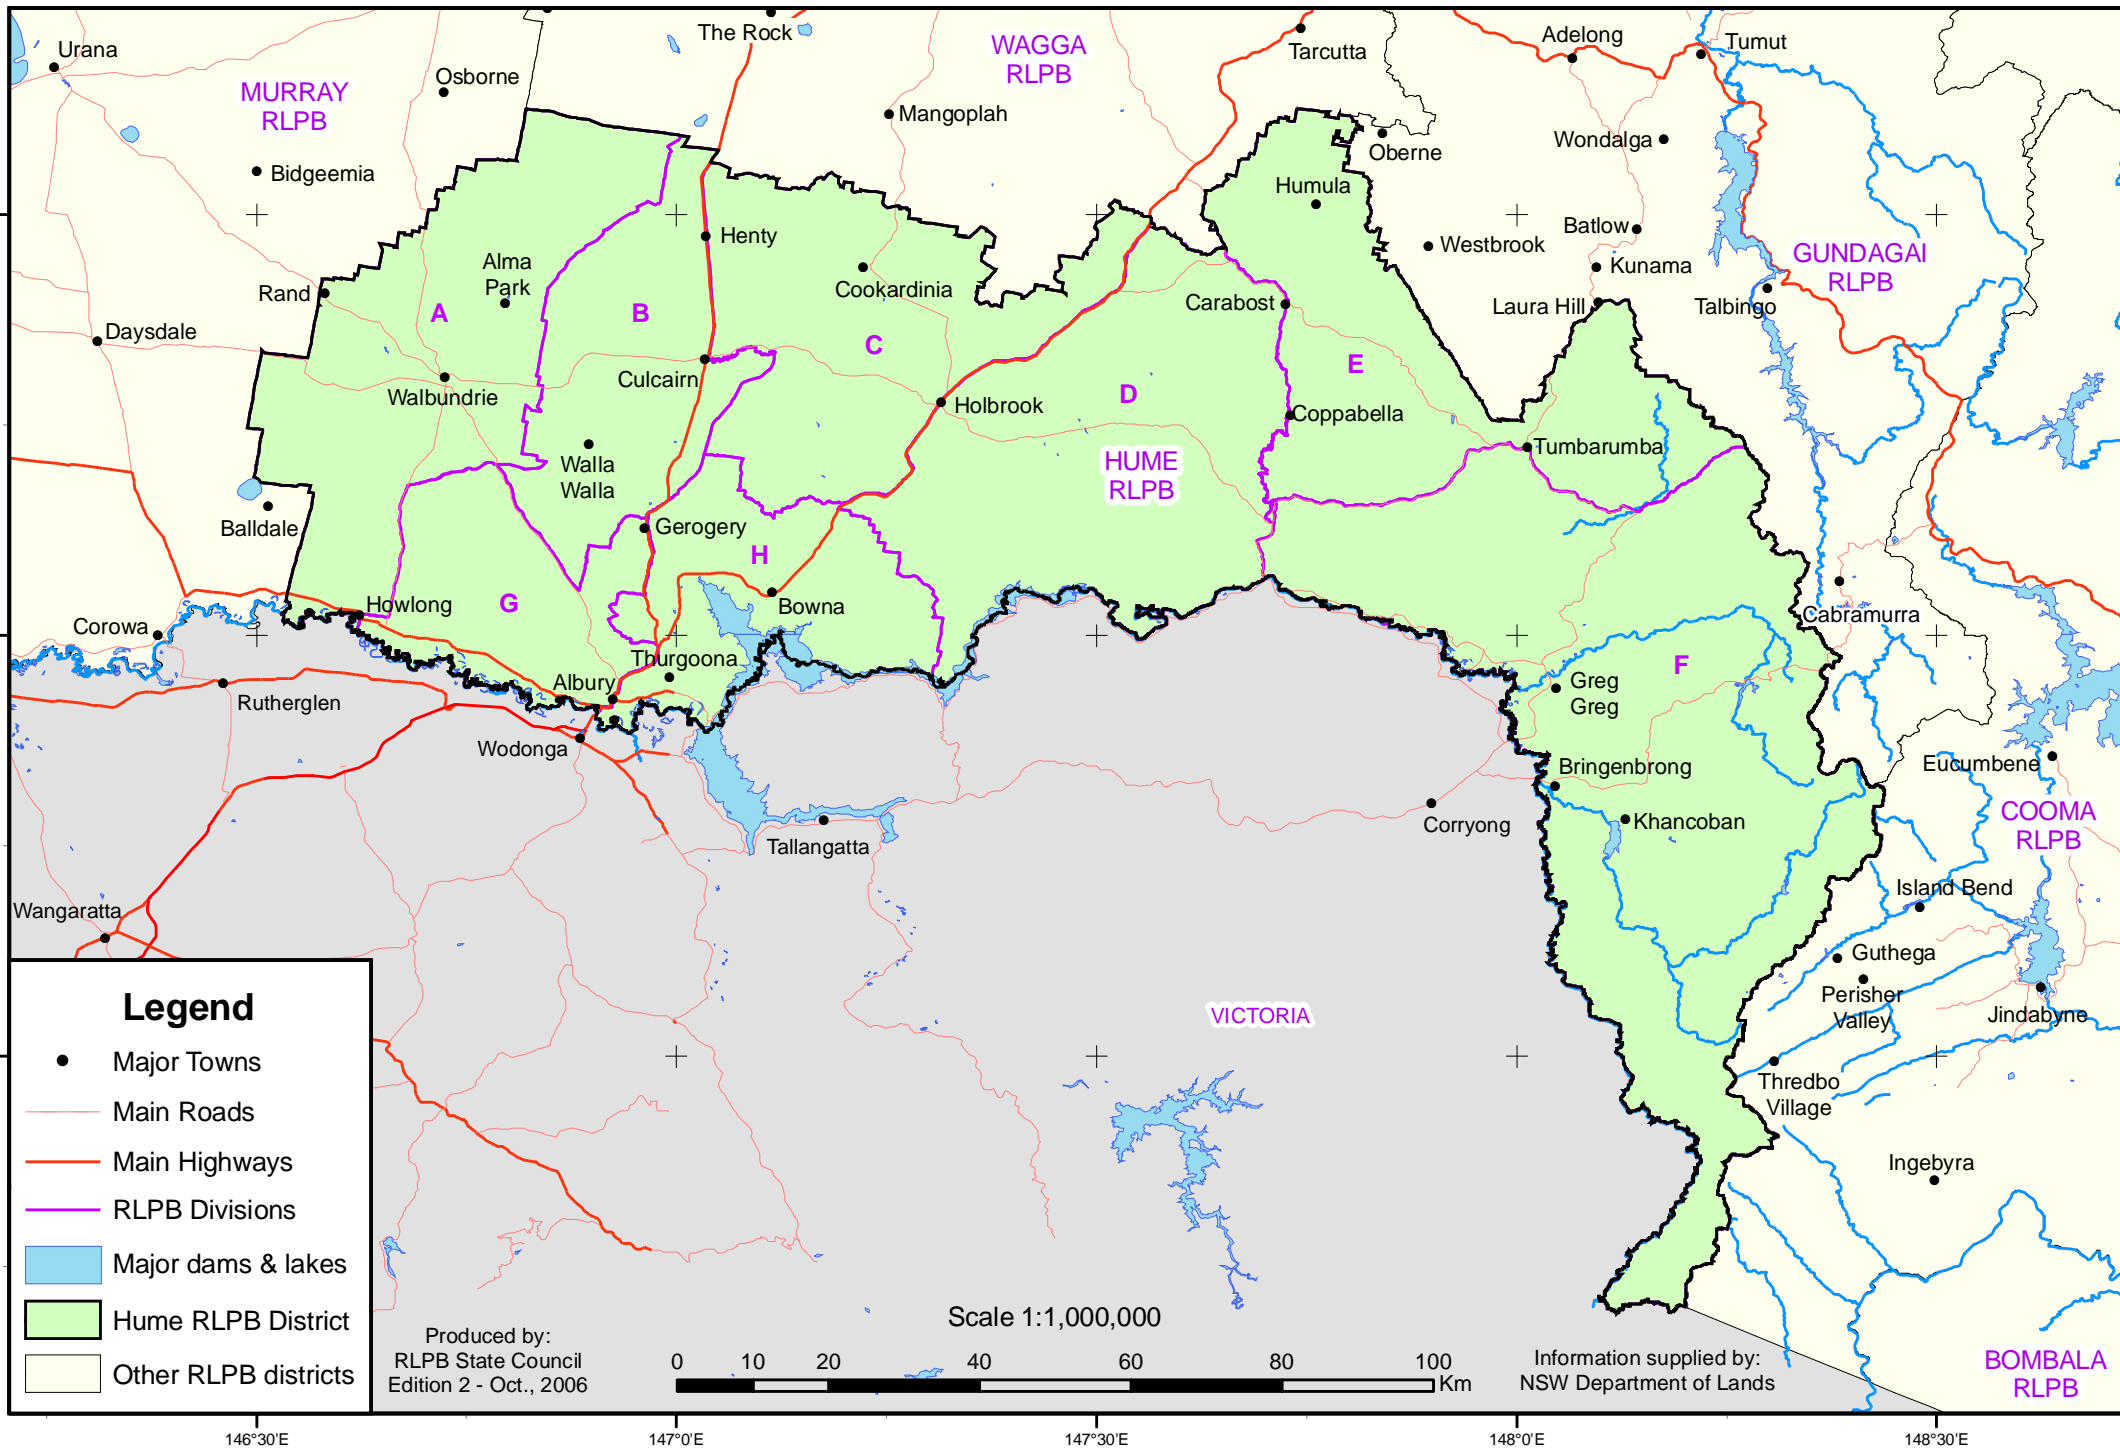 The Rock
WAGGA
RLPB
Tarcutta
Adelong
Tumut
Urana
MURRAY
RLPB
Osborne
Mangoplah
Bidgeemia
Oberne
Wondalga
Humula
Henty
Westbrook
Batlow
Kunama
GUNDAGAI
RLPB
Alma
Park
Rand
Cookardinia
Carabost
Laura Hill
Talbingo
Daysdale
A
B
C
D
E
Culcairn
Walbundrie
Holbrook
Coppabella
Tumbarumba
Walla
Walla
HUME
RLPB
Balldale
Gerogery
H
G
Howlong
Bowna
Corowa
Cabramurra
Thurgoona
F
Rutherglen
Albury
Greg
Greg
Wodonga
Bringenbrong
Eucumbene
Khancoban
COOMA
RLPB
Corryong
Tallangatta
Island Bend
Wangaratta
Guthega
Perisher
Valley
Jindabyne
VICTORIA
Thredbo
Village
Ingebyra
BOMBALA
RLPB
Legend
Major Towns
Main Roads
Main Highways
RLPB Divisions
Major dams & lakes
Hume RLPB District
Other RLPB districts
Produced by:
RLPB State Council
Edition 2 - Oct., 2006
Scale 1:1,000,000
0 10 20 40 60 80 100
Km
Information supplied by:
NSW Department of Lands
146°30'E 147°0'E 147°30'E 148°0'E 148°30'E